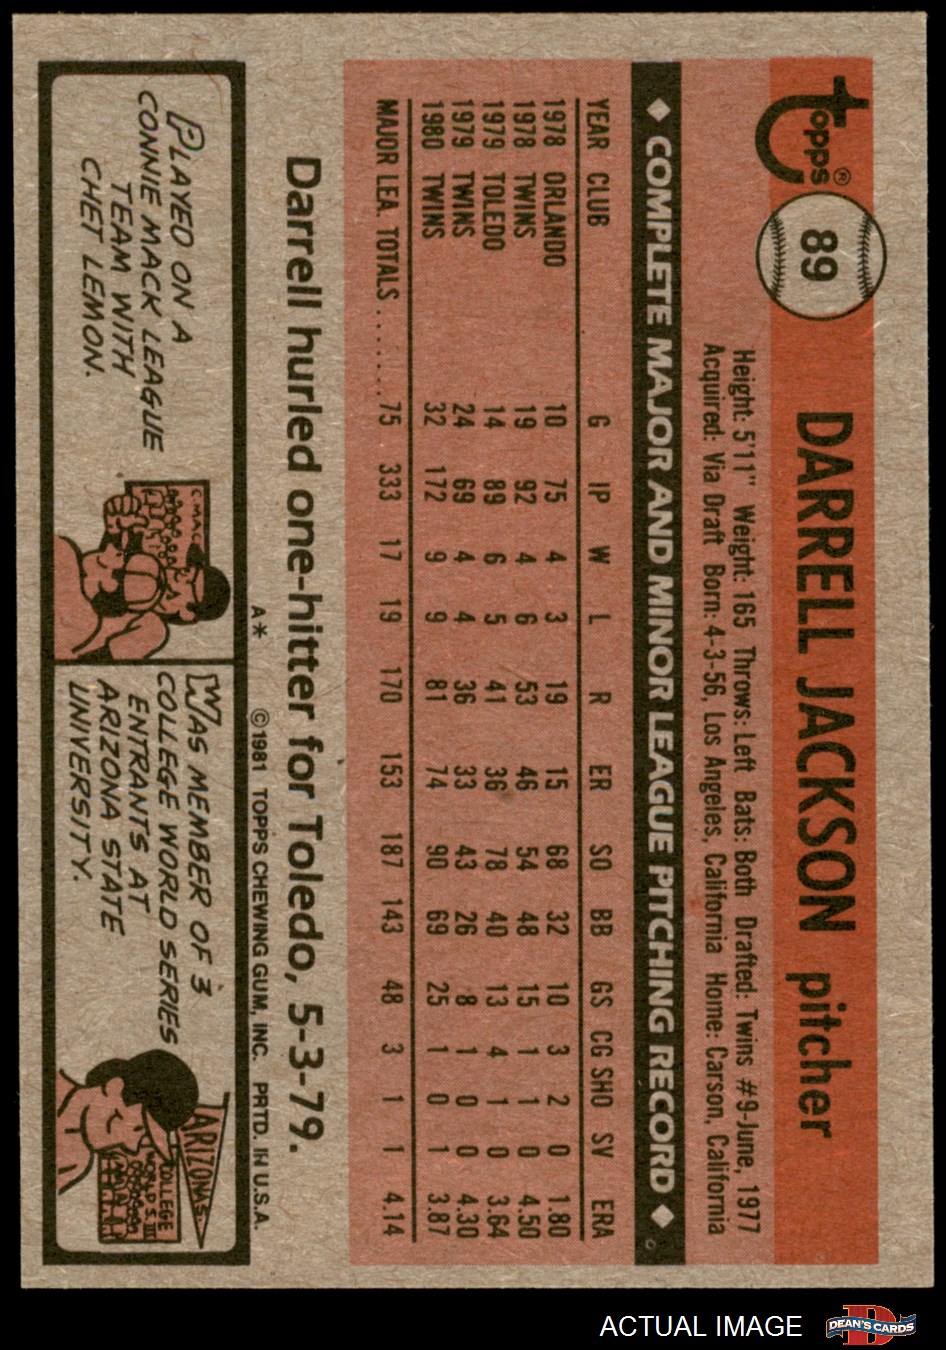 topps®
89
DARRELL JACKSON pitcher
Height: 5'11" Weight: 165 Throws: Left Bats: Both Drafted: Twins #9-June, 1977
Acquired: Via Draft Born: 4-3-56, Los Angeles, California Home: Carson, California
◆ COMPLETE MAJOR AND MINOR LEAGUE PITCHING RECORD ◆
YEAR CLUB G IP W L R ER SO BB GS CG SHO SV ERA
1978 ORLANDO 10 75 4 3 19 15 68 32 10 3 2 0 1.80
1978 TWINS 19 92 4 6 53 46 54 48 15 1 1 0 4.50
1979 TOLEDO 14 89 6 5 41 36 78 40 13 4 1 0 3.64
1979 TWINS 24 69 4 4 36 33 43 26 8 1 0 0 4.30
1980 TWINS 32 172 9 9 81 74 90 69 25 1 0 1 3.87
MAJOR LEA. TOTALS ....... 75 333 17 19 170 153 187 143 48 3 1 1 4.14
Darrell hurled one-hitter for Toledo, 5-3-79.
A* ©1981 TOPPS CHEWING GUM, INC. PRTD. IN U.S.A.
PLAYED ON A
CONNIE MACK LEAGUE
TEAM WITH
CHET LEMON.
C. MAC
WAS MEMBER OF 3
COLLEGE WORLD SERIES
ENTRANTS AT
ARIZONA STATE
UNIVERSITY.
ARIZONA S.
COLLEGE
WORLD S. III
ACTUAL IMAGE
DEAN'S CARDS